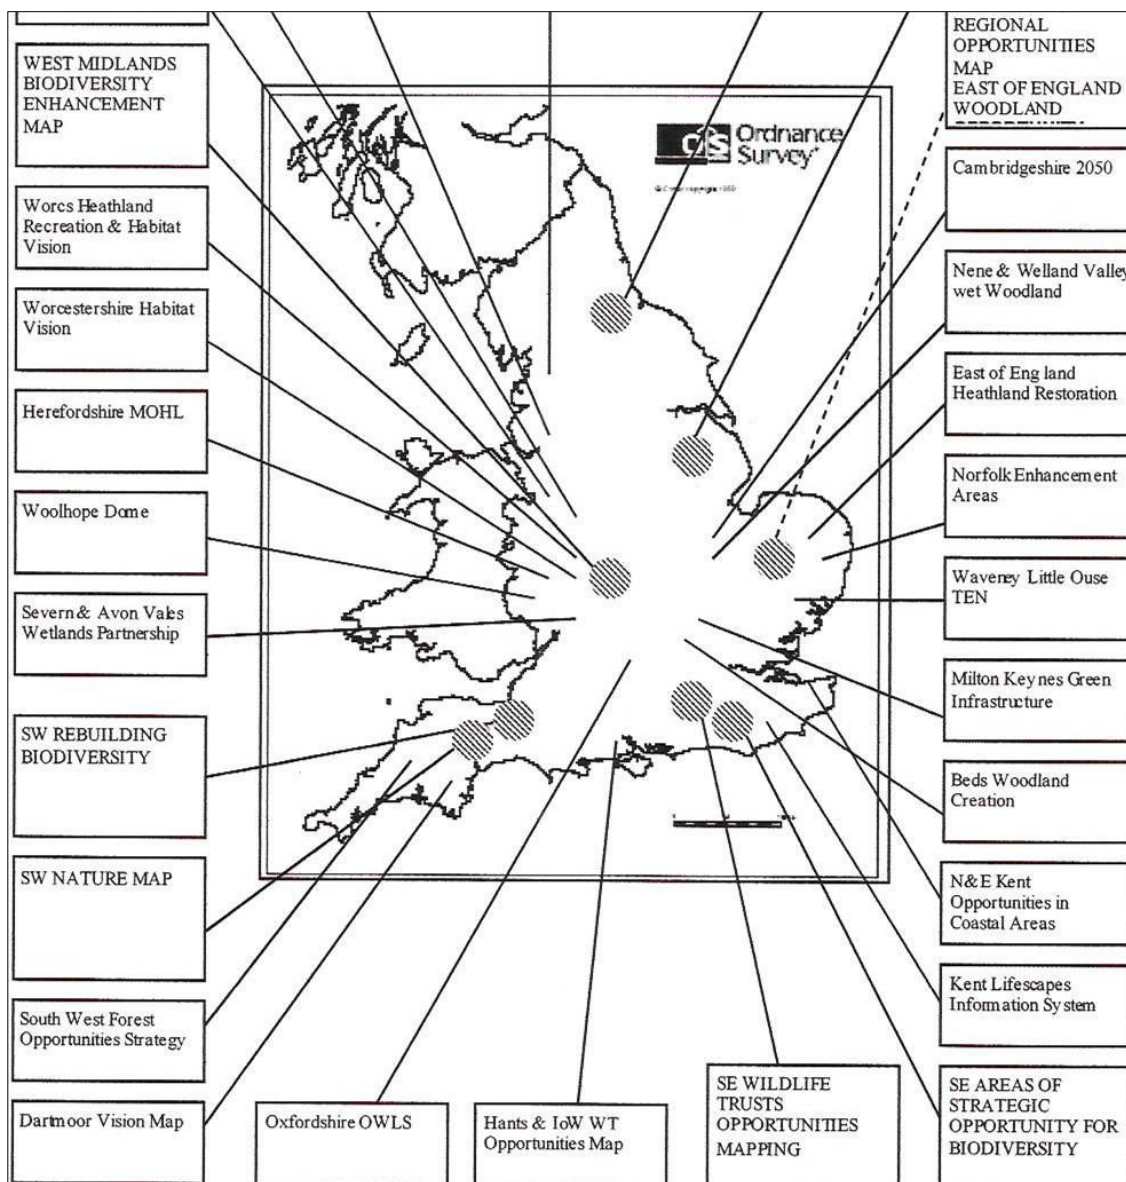 WEST MIDLANDS
BIODIVERSITY
ENHANCEMENT
MAP
Worcs Heathland
Recreation & Habitat
Vision
Worcestershire Habitat
Vision
Herefordshire MOHL
Woolhope Dome
Severn & Avon Vales
Wetlands Partnership
SW REBUILDING
BIODIVERSITY
SW NATURE MAP
South West Forest
Opportunities Strategy
Dartmoor Vision Map
Ordnance
Survey
Oxfordshire OWLS
Hants & IoW WT
Opportunities Map
SE WILDLIFE
TRUSTS
OPPORTUNITIES
MAPPING
REGIONAL
OPPORTUNITIES
MAP
EAST OF ENGLAND
WOODLAND
Cambridgeshire 2050
Nene & Welland Valley
wet Woodland
East of England
Heathland Restoration
Norfolk Enhancement
Areas
Waveney Little Ouse
TEN
Milton Keynes Green
Infrastructure
Beds Woodland
Creation
N&E Kent
Opportunities in
Coastal Areas
Kent Lifescapes
Information System
SE AREAS OF
STRATEGIC
OPPORTUNITY FOR
BIODIVERSITY